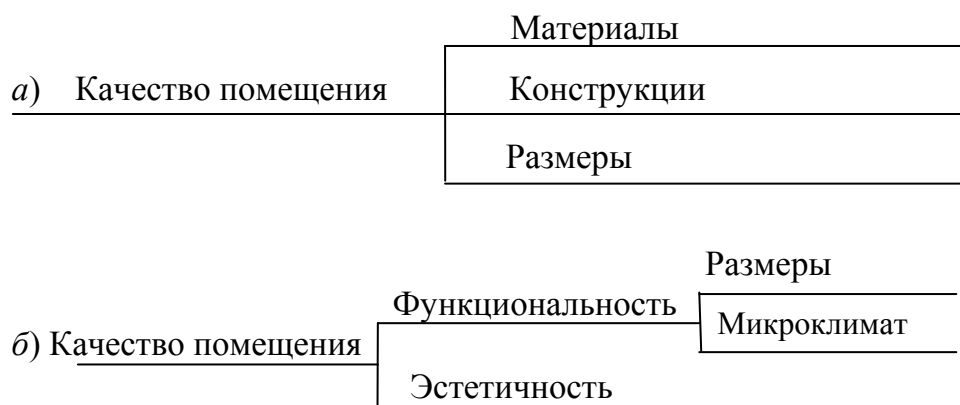 Материалы
а) Качество помещения Конструкции
Размеры
Размеры
Функциональность
Микроклимат
б) Качество помещения
Эстетичность